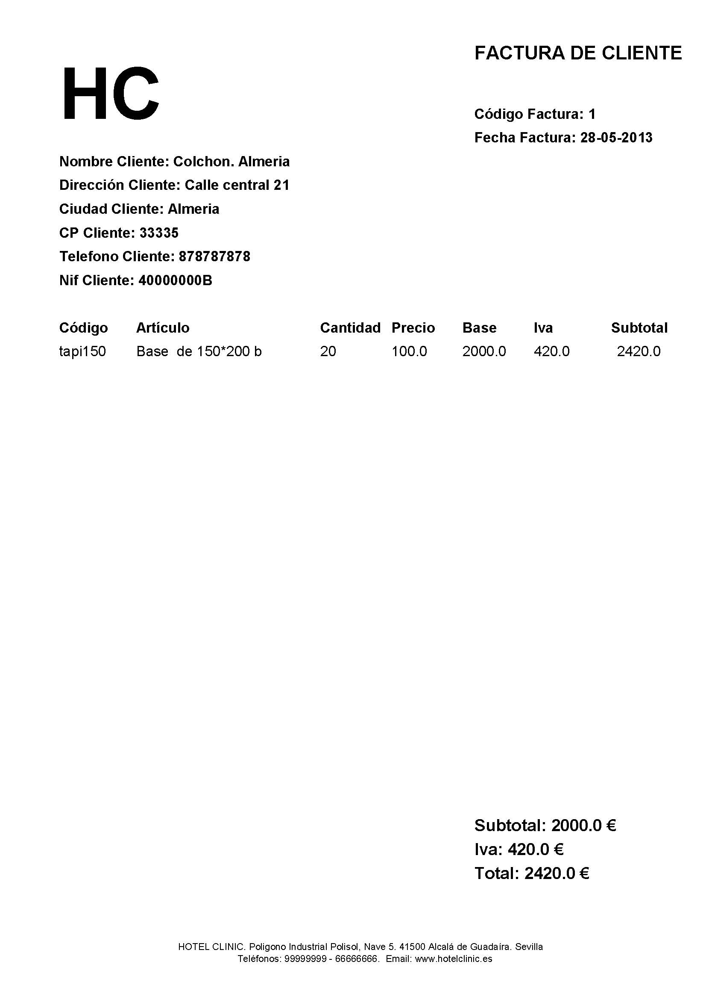 FACTURA DE CLIENTE
HC
Código Factura: 1
Fecha Factura: 28-05-2013
Nombre Cliente: Colchon. Almeria
Dirección Cliente: Calle central 21
Ciudad Cliente: Almeria
CP Cliente: 33335
Telefono Cliente: 878787878
Nif Cliente: 40000000B
Código Artículo Cantidad Precio Base Iva Subtotal
tapi150 Base  de 150*200 b 20 100.0 2000.0 420.0 2420.0
Subtotal: 2000.0 €
Iva: 420.0 €
Total: 2420.0 €
HOTEL CLINIC. Poligono Industrial Polisol, Nave 5. 41500 Alcalá de Guadaíra. Sevilla
Teléfonos: 99999999 - 66666666.  Email: www.hotelclinic.es